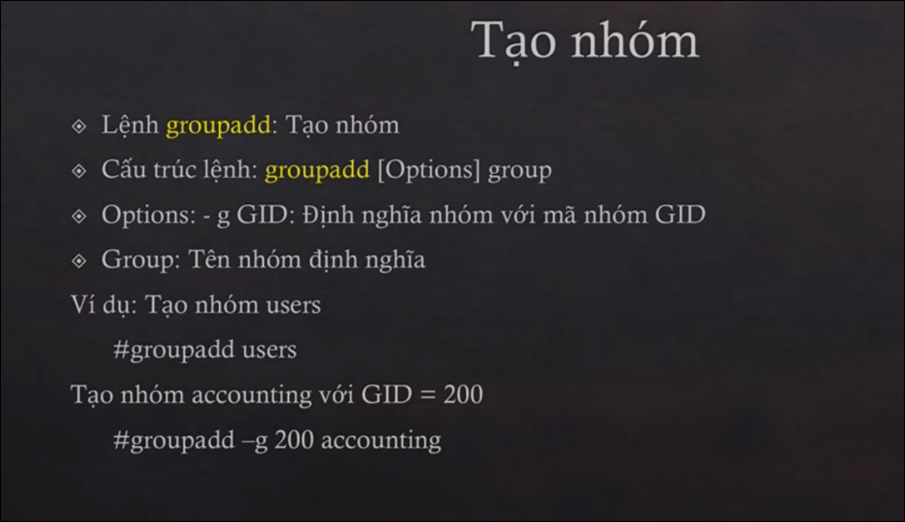 Tạo nhóm
Lệnh groupadd: Tạo nhóm
Cấu trúc lệnh: groupadd [Options] group
Options: - g GID: Định nghĩa nhóm với mã nhóm GID
Group: Tên nhóm định nghĩa
Ví dụ: Tạo nhóm users
#groupadd users
Tạo nhóm accounting với GID = 200
#groupadd –g 200 accounting